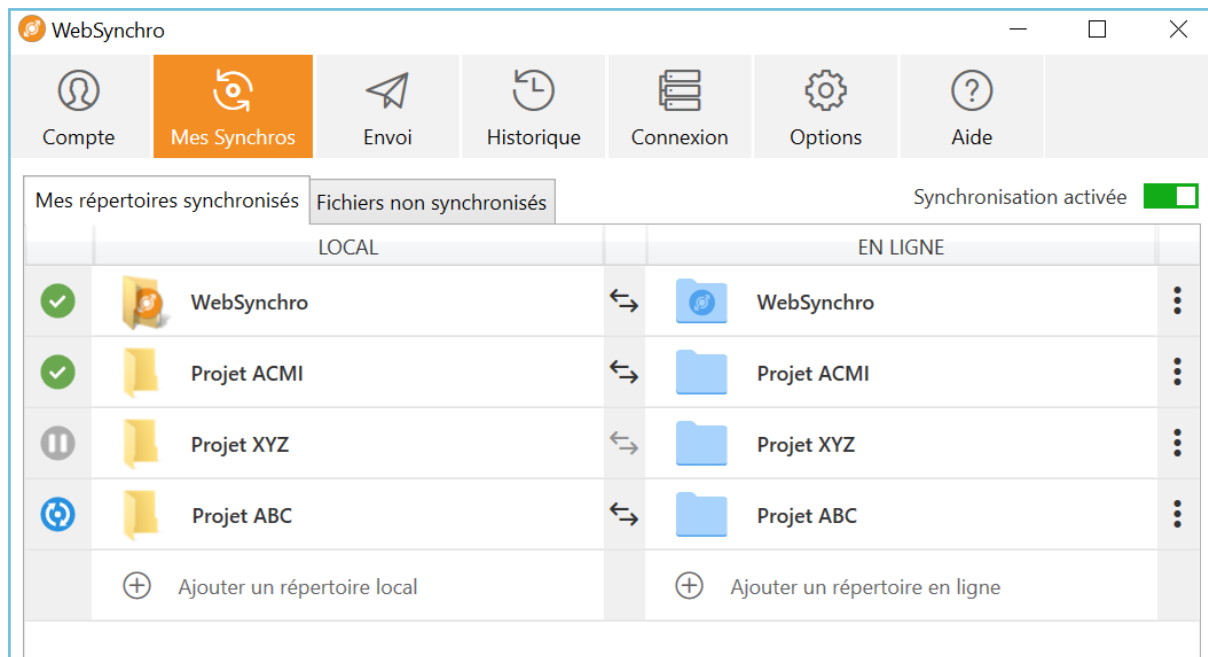 WebSynchro
Compte Mes Synchros Envoi Historique Connexion Options Aide
Mes répertoires synchronisés Fichiers non synchronisés Synchronisation activée
LOCAL EN LIGNE
WebSynchro WebSynchro
Projet ACMI Projet ACMI
Projet XYZ Projet XYZ
Projet ABC Projet ABC
Ajouter un répertoire local Ajouter un répertoire en ligne